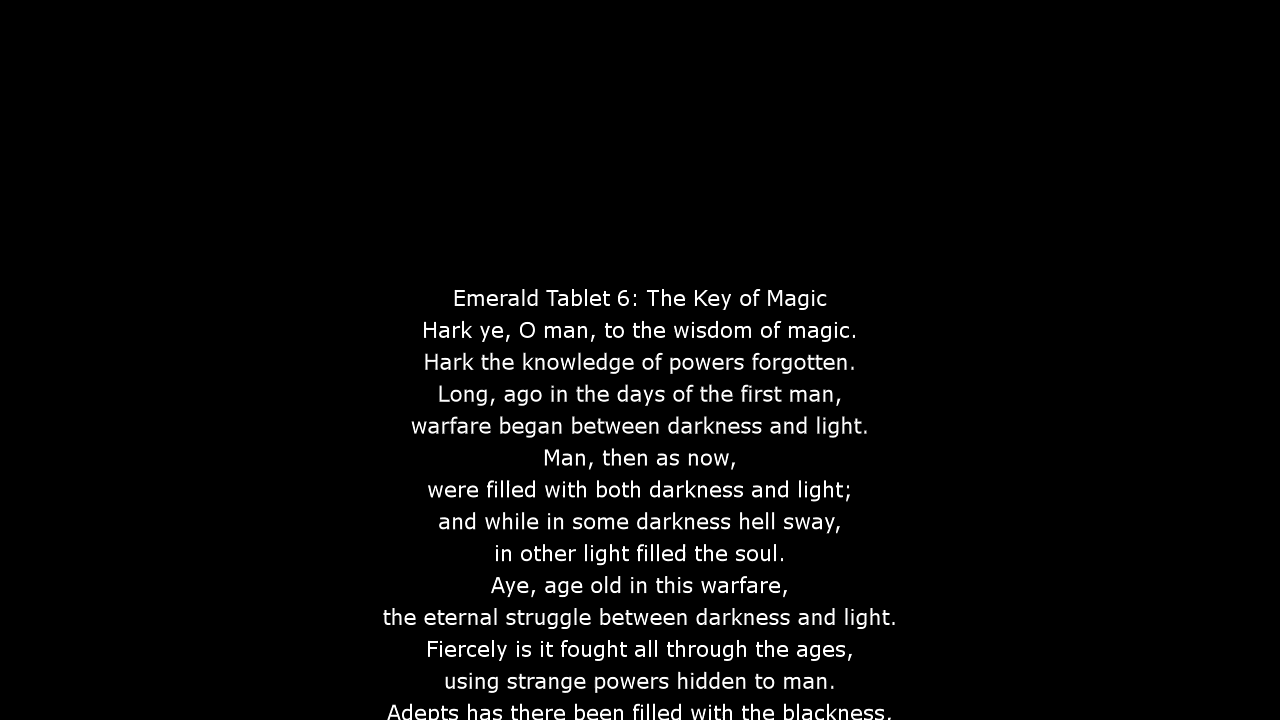 Emerald Tablet 6: The Key of Magic
Hark ye, O man, to the wisdom of magic.
Hark the knowledge of powers forgotten.
Long, ago in the days of the first man,
warfare began between darkness and light.
Man, then as now,
were filled with both darkness and light;
and while in some darkness hell sway,
in other light filled the soul.
Aye, age old in this warfare,
the eternal struggle between darkness and light.
Fiercely is it fought all through the ages,
using strange powers hidden to man.
Adepts has there been filled with the blackness,